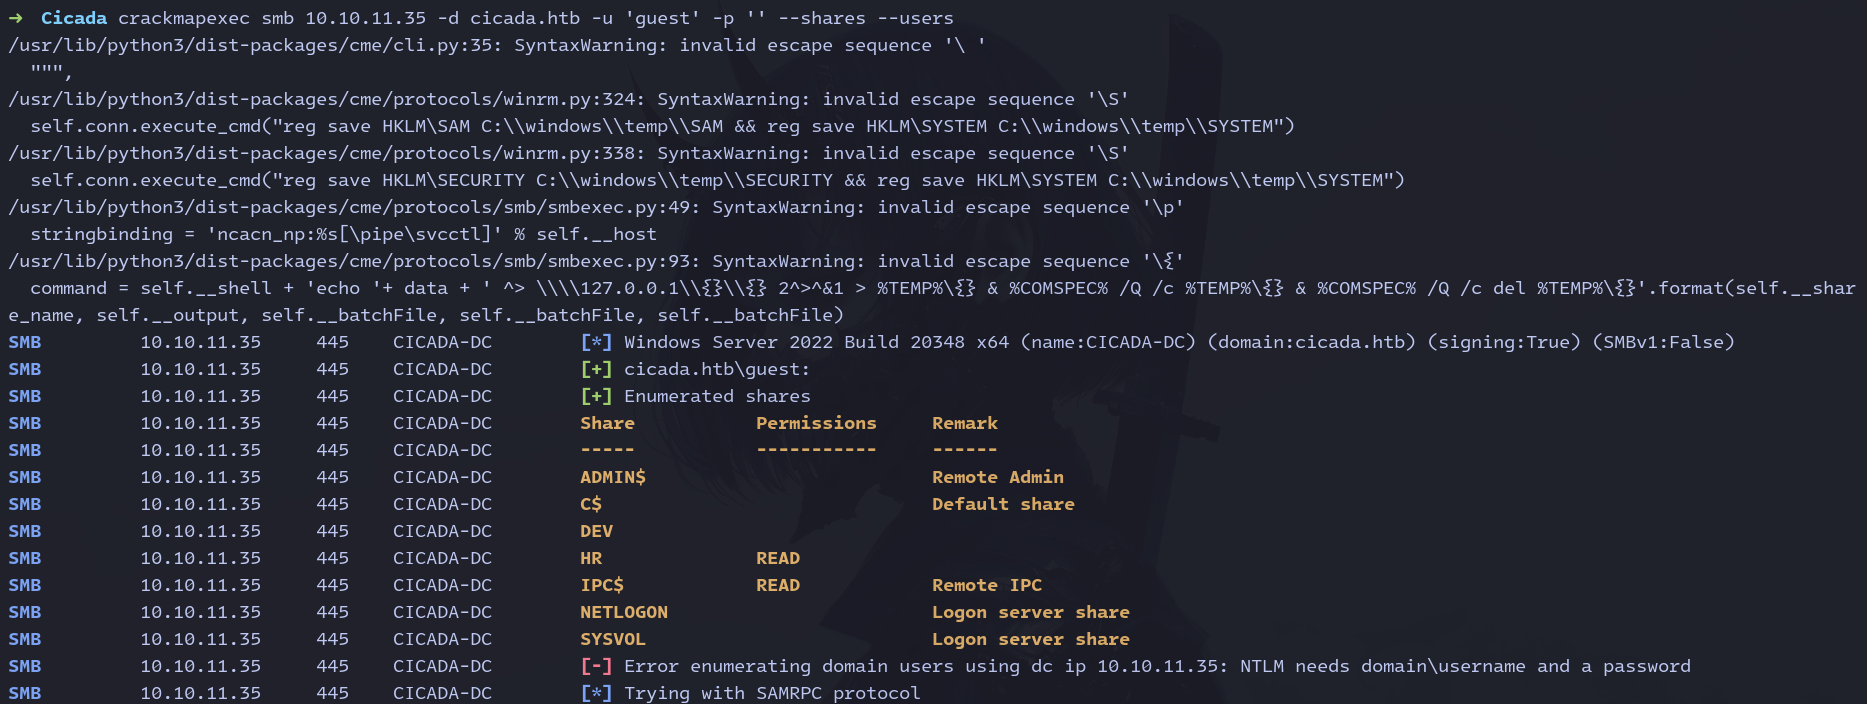 ➜  Cicada crackmapexec smb 10.10.11.35 -d cicada.htb -u 'guest' -p '' --shares --users
/usr/lib/python3/dist-packages/cme/cli.py:35: SyntaxWarning: invalid escape sequence '\ '
  """,
/usr/lib/python3/dist-packages/cme/protocols/winrm.py:324: SyntaxWarning: invalid escape sequence '\S'
  self.conn.execute_cmd("reg save HKLM\SAM C:\\windows\\temp\\SAM && reg save HKLM\SYSTEM C:\\windows\\temp\\SYSTEM")
/usr/lib/python3/dist-packages/cme/protocols/winrm.py:338: SyntaxWarning: invalid escape sequence '\S'
  self.conn.execute_cmd("reg save HKLM\SECURITY C:\\windows\\temp\\SECURITY && reg save HKLM\SYSTEM C:\\windows\\temp\\SYSTEM")
/usr/lib/python3/dist-packages/cme/protocols/smb/smbexec.py:49: SyntaxWarning: invalid escape sequence '\p'
  stringbinding = 'ncacn_np:%s[\pipe\svcctl]' % self.__host
/usr/lib/python3/dist-packages/cme/protocols/smb/smbexec.py:93: SyntaxWarning: invalid escape sequence '\{'
  command = self.__shell + 'echo '+ data + ' ^> \\\\127.0.0.1\\{}\\{} 2^>^&1 > %TEMP%\{} & %COMSPEC% /Q /c %TEMP%\{} & %COMSPEC% /Q /c del %TEMP%\{}'.format(self.__shar
e_name, self.__output, self.__batchFile, self.__batchFile, self.__batchFile)
SMB         10.10.11.35     445    CICADA-DC        [*] Windows Server 2022 Build 20348 x64 (name:CICADA-DC) (domain:cicada.htb) (signing:True) (SMBv1:False)
SMB         10.10.11.35     445    CICADA-DC        [+] cicada.htb\guest:
SMB         10.10.11.35     445    CICADA-DC        [+] Enumerated shares
SMB         10.10.11.35     445    CICADA-DC        Share           Permissions     Remark
SMB         10.10.11.35     445    CICADA-DC        -----           -----------     ------
SMB         10.10.11.35     445    CICADA-DC        ADMIN$                          Remote Admin
SMB         10.10.11.35     445    CICADA-DC        C$                              Default share
SMB         10.10.11.35     445    CICADA-DC        DEV
SMB         10.10.11.35     445    CICADA-DC        HR              READ
SMB         10.10.11.35     445    CICADA-DC        IPC$            READ            Remote IPC
SMB         10.10.11.35     445    CICADA-DC        NETLOGON                        Logon server share
SMB         10.10.11.35     445    CICADA-DC        SYSVOL                          Logon server share
SMB         10.10.11.35     445    CICADA-DC        [-] Error enumerating domain users using dc ip 10.10.11.35: NTLM needs domain\username and a password
SMB         10.10.11.35     445    CICADA-DC        [*] Trying with SAMRPC protocol